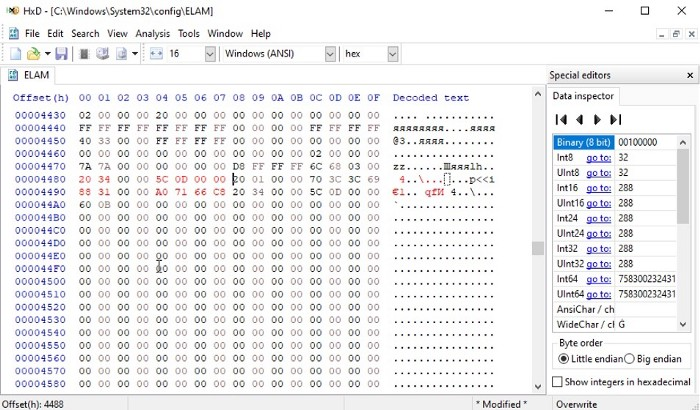 HxD - [C:\Windows\System32\config\ELAM]
File Edit Search View Analysis Tools Window Help
16 Windows (ANSI) hex
ELAM
Offset(h) 00 01 02 03 04 05 06 07 08 09 0A 0B 0C 0D 0E 0F Decoded text
00004430 02 00 00 00 20 00 00 00 00 00 00 00 00 00 00 00 .... ...........
00004440 FF FF FF FF FF FF FF FF 00 00 00 00 FF FF FF FF яяяяяяяя....яяяя
00004450 40 33 00 00 FF FF FF FF 00 00 00 00 00 00 00 00 @3..яяяя........
00004460 00 00 00 00 00 00 00 00 00 00 00 00 02 00 00 00 ................
00004470 7A 7A 00 00 00 00 00 00 D8 FF FF FF 6C 68 03 00 zz......Шяяяlh..
00004480 20 34 00 00 5C 0D 00 00 20 01 00 00 70 3C 3C 69 4..\... ...p<<i
00004490 88 31 00 00 A0 71 66 C8 20 34 00 00 5C 0D 00 00 €1.. qfИ 4..\...
000044A0 60 0B 00 00 00 00 00 00 00 00 00 00 00 00 00 00 `...............
000044B0 00 00 00 00 00 00 00 00 00 00 00 00 00 00 00 00 ................
000044C0 00 00 00 00 00 00 00 00 00 00 00 00 00 00 00 00 ................
000044D0 00 00 00 00 00 00 00 00 00 00 00 00 00 00 00 00 ................
000044E0 00 00 00 00 00 00 00 00 00 00 00 00 00 00 00 00 ................
000044F0 00 00 00 00 00 00 00 00 00 00 00 00 00 00 00 00 ................
00004500 00 00 00 00 00 00 00 00 00 00 00 00 00 00 00 00 ................
00004510 00 00 00 00 00 00 00 00 00 00 00 00 00 00 00 00 ................
00004520 00 00 00 00 00 00 00 00 00 00 00 00 00 00 00 00 ................
00004530 00 00 00 00 00 00 00 00 00 00 00 00 00 00 00 00 ................
00004540 00 00 00 00 00 00 00 00 00 00 00 00 00 00 00 00 ................
00004550 00 00 00 00 00 00 00 00 00 00 00 00 00 00 00 00 ................
00004560 00 00 00 00 00 00 00 00 00 00 00 00 00 00 00 00 ................
00004570 00 00 00 00 00 00 00 00 00 00 00 00 00 00 00 00 ................
00004580 00 00 00 00 00 00 00 00 00 00 00 00 00 00 00 00 ................
Special editors
Data inspector
Binary (8 bit) 00100000
Int8 go to: 32
UInt8 go to: 32
Int16 go to: 288
UInt16 go to: 288
Int24 go to: 288
UInt24 go to: 288
Int32 go to: 288
UInt32 go to: 288
Int64 go to: 758300232431
UInt64 go to: 758300232431
AnsiChar / ch
WideChar / ch Ġ
Byte order
Little endian Big endian
Show integers in hexadecimal
Offset(h): 4488 * Modified * Overwrite